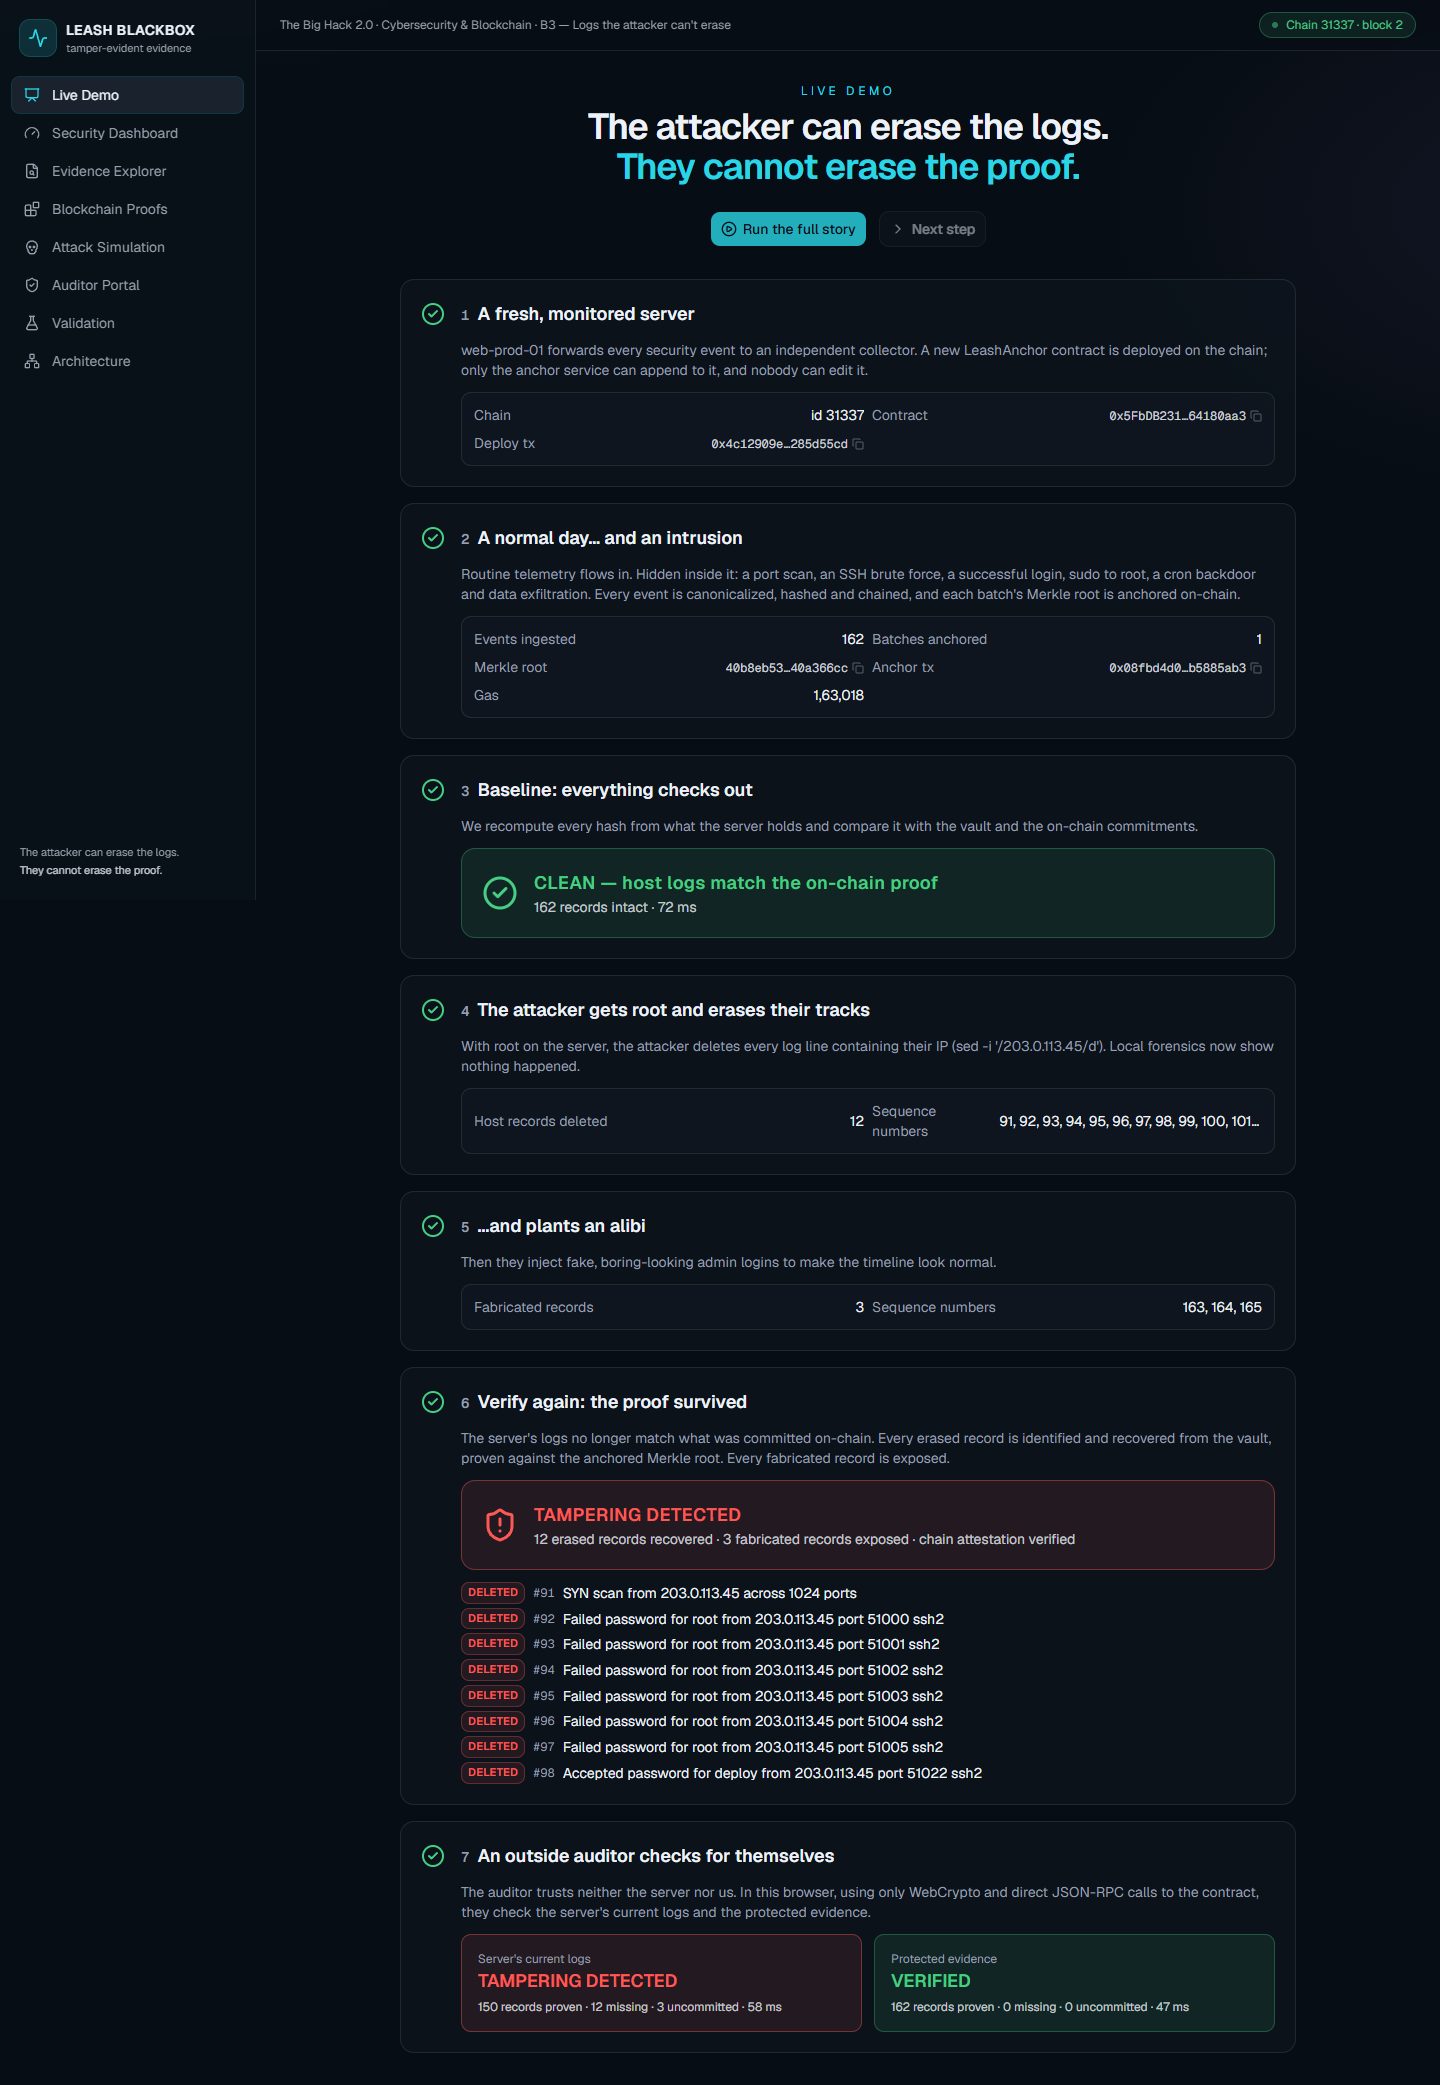 LEASH BLACKBOX
tamper-evident evidence
Live Demo
Security Dashboard
Evidence Explorer
Blockchain Proofs
Attack Simulation
Auditor Portal
Validation
Architecture
The attacker can erase the logs.
They cannot erase the proof.
The Big Hack 2.0 · Cybersecurity & Blockchain · B3 — Logs the attacker can't erase
Chain 31337 · block 2
LIVE DEMO
The attacker can erase the logs.
They cannot erase the proof.
Run the full story
Next step
1 A fresh, monitored server
web-prod-01 forwards every security event to an independent collector. A new LeashAnchor contract is deployed on the chain;
only the anchor service can append to it, and nobody can edit it.
Chain id 31337 Contract 0x5FbDB231…64180aa3
Deploy tx 0x4c12909e…285d55cd
2 A normal day… and an intrusion
Routine telemetry flows in. Hidden inside it: a port scan, an SSH brute force, a successful login, sudo to root, a cron backdoor
and data exfiltration. Every event is canonicalized, hashed and chained, and each batch's Merkle root is anchored on-chain.
Events ingested 162 Batches anchored 1
Merkle root 40b8eb53…40a366cc Anchor tx 0x08fbd4d0…b5885ab3
Gas 1,63,018
3 Baseline: everything checks out
We recompute every hash from what the server holds and compare it with the vault and the on-chain commitments.
CLEAN — host logs match the on-chain proof
162 records intact · 72 ms
4 The attacker gets root and erases their tracks
With root on the server, the attacker deletes every log line containing their IP (sed -i '/203.0.113.45/d'). Local forensics now show
nothing happened.
Host records deleted 12 Sequence numbers 91, 92, 93, 94, 95, 96, 97, 98, 99, 100, 101…
5 …and plants an alibi
Then they inject fake, boring-looking admin logins to make the timeline look normal.
Fabricated records 3 Sequence numbers 163, 164, 165
6 Verify again: the proof survived
The server's logs no longer match what was committed on-chain. Every erased record is identified and recovered from the vault,
proven against the anchored Merkle root. Every fabricated record is exposed.
TAMPERING DETECTED
12 erased records recovered · 3 fabricated records exposed · chain attestation verified
DELETED #91 SYN scan from 203.0.113.45 across 1024 ports
DELETED #92 Failed password for root from 203.0.113.45 port 51000 ssh2
DELETED #93 Failed password for root from 203.0.113.45 port 51001 ssh2
DELETED #94 Failed password for root from 203.0.113.45 port 51002 ssh2
DELETED #95 Failed password for root from 203.0.113.45 port 51003 ssh2
DELETED #96 Failed password for root from 203.0.113.45 port 51004 ssh2
DELETED #97 Failed password for root from 203.0.113.45 port 51005 ssh2
DELETED #98 Accepted password for deploy from 203.0.113.45 port 51022 ssh2
7 An outside auditor checks for themselves
The auditor trusts neither the server nor us. In this browser, using only WebCrypto and direct JSON-RPC calls to the contract,
they check the server's current logs and the protected evidence.
Server's current logs
TAMPERING DETECTED
150 records proven · 12 missing · 3 uncommitted · 58 ms
Protected evidence
VERIFIED
162 records proven · 0 missing · 0 uncommitted · 47 ms